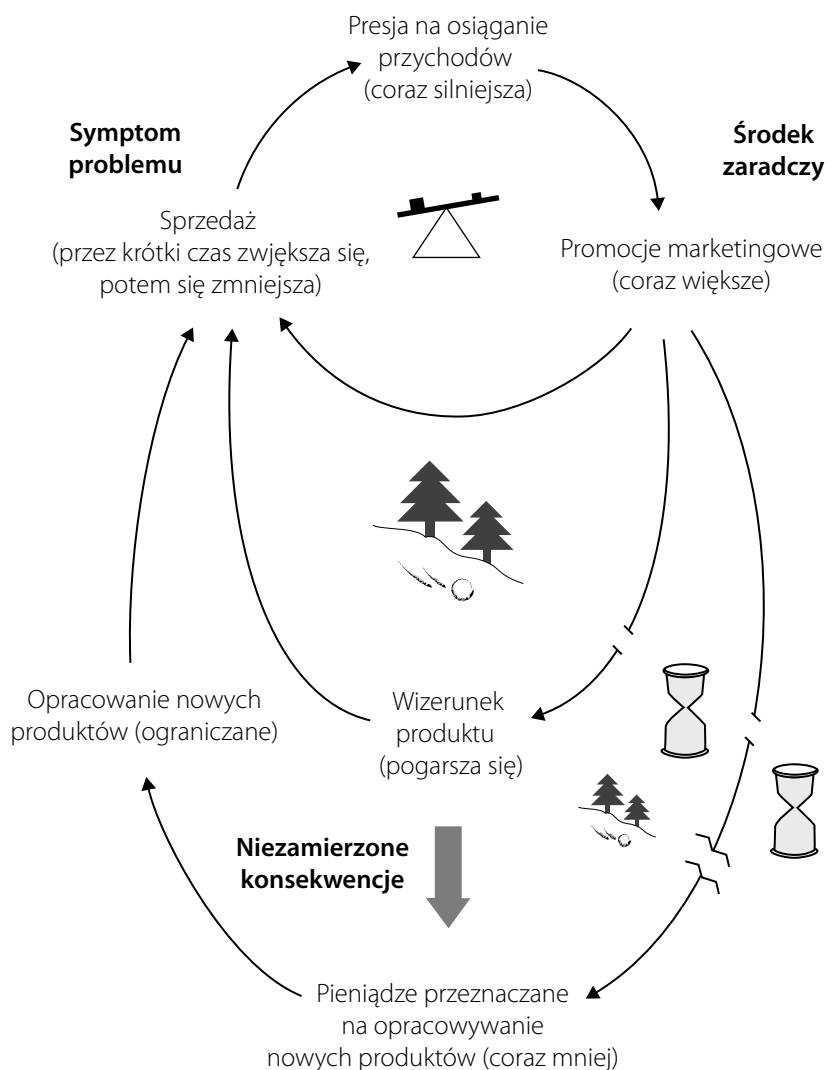 Presja na osiąganie
przychodów
(coraz silniejsza)
Symptom
problemu
Środek
zaradczy
Sprzedaż
(przez krótki czas zwjększa się,
potem się zmniejsza)
Promocje marketingowe
(coraz większe)
Opracowanie nowych
produktów (ograniczane)
Wizerunek
produktu
(pogarsza się)
Niezamierzone
konsekwencje
Pieniądze przeznaczane
na opracowywanie
nowych produktów (coraz mniej)